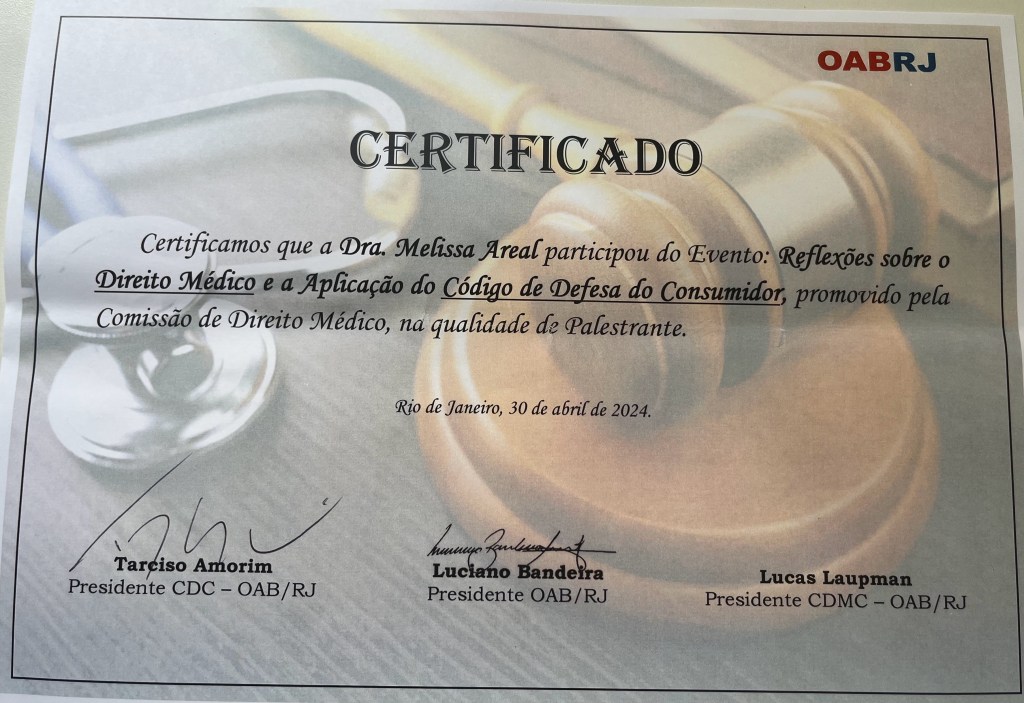 OABRJ
CERTIFICADO
Certificamos que a Dra. Melissa Areal participou do Evento: Reflexões sobre o
Direito Médico e a Aplicação do Código de Defesa do Consumidor, promovido pela
Comissão de Direito Médico, na qualidade de Palestrante.
Rio de Janeiro, 30 de abril de 2024.
Tarciso Amorim
Presidente CDC – OAB/RJ
Luciano Bandeira
Presidente OAB/RJ
Lucas Laupman
Presidente CDMC – OAB/RJ